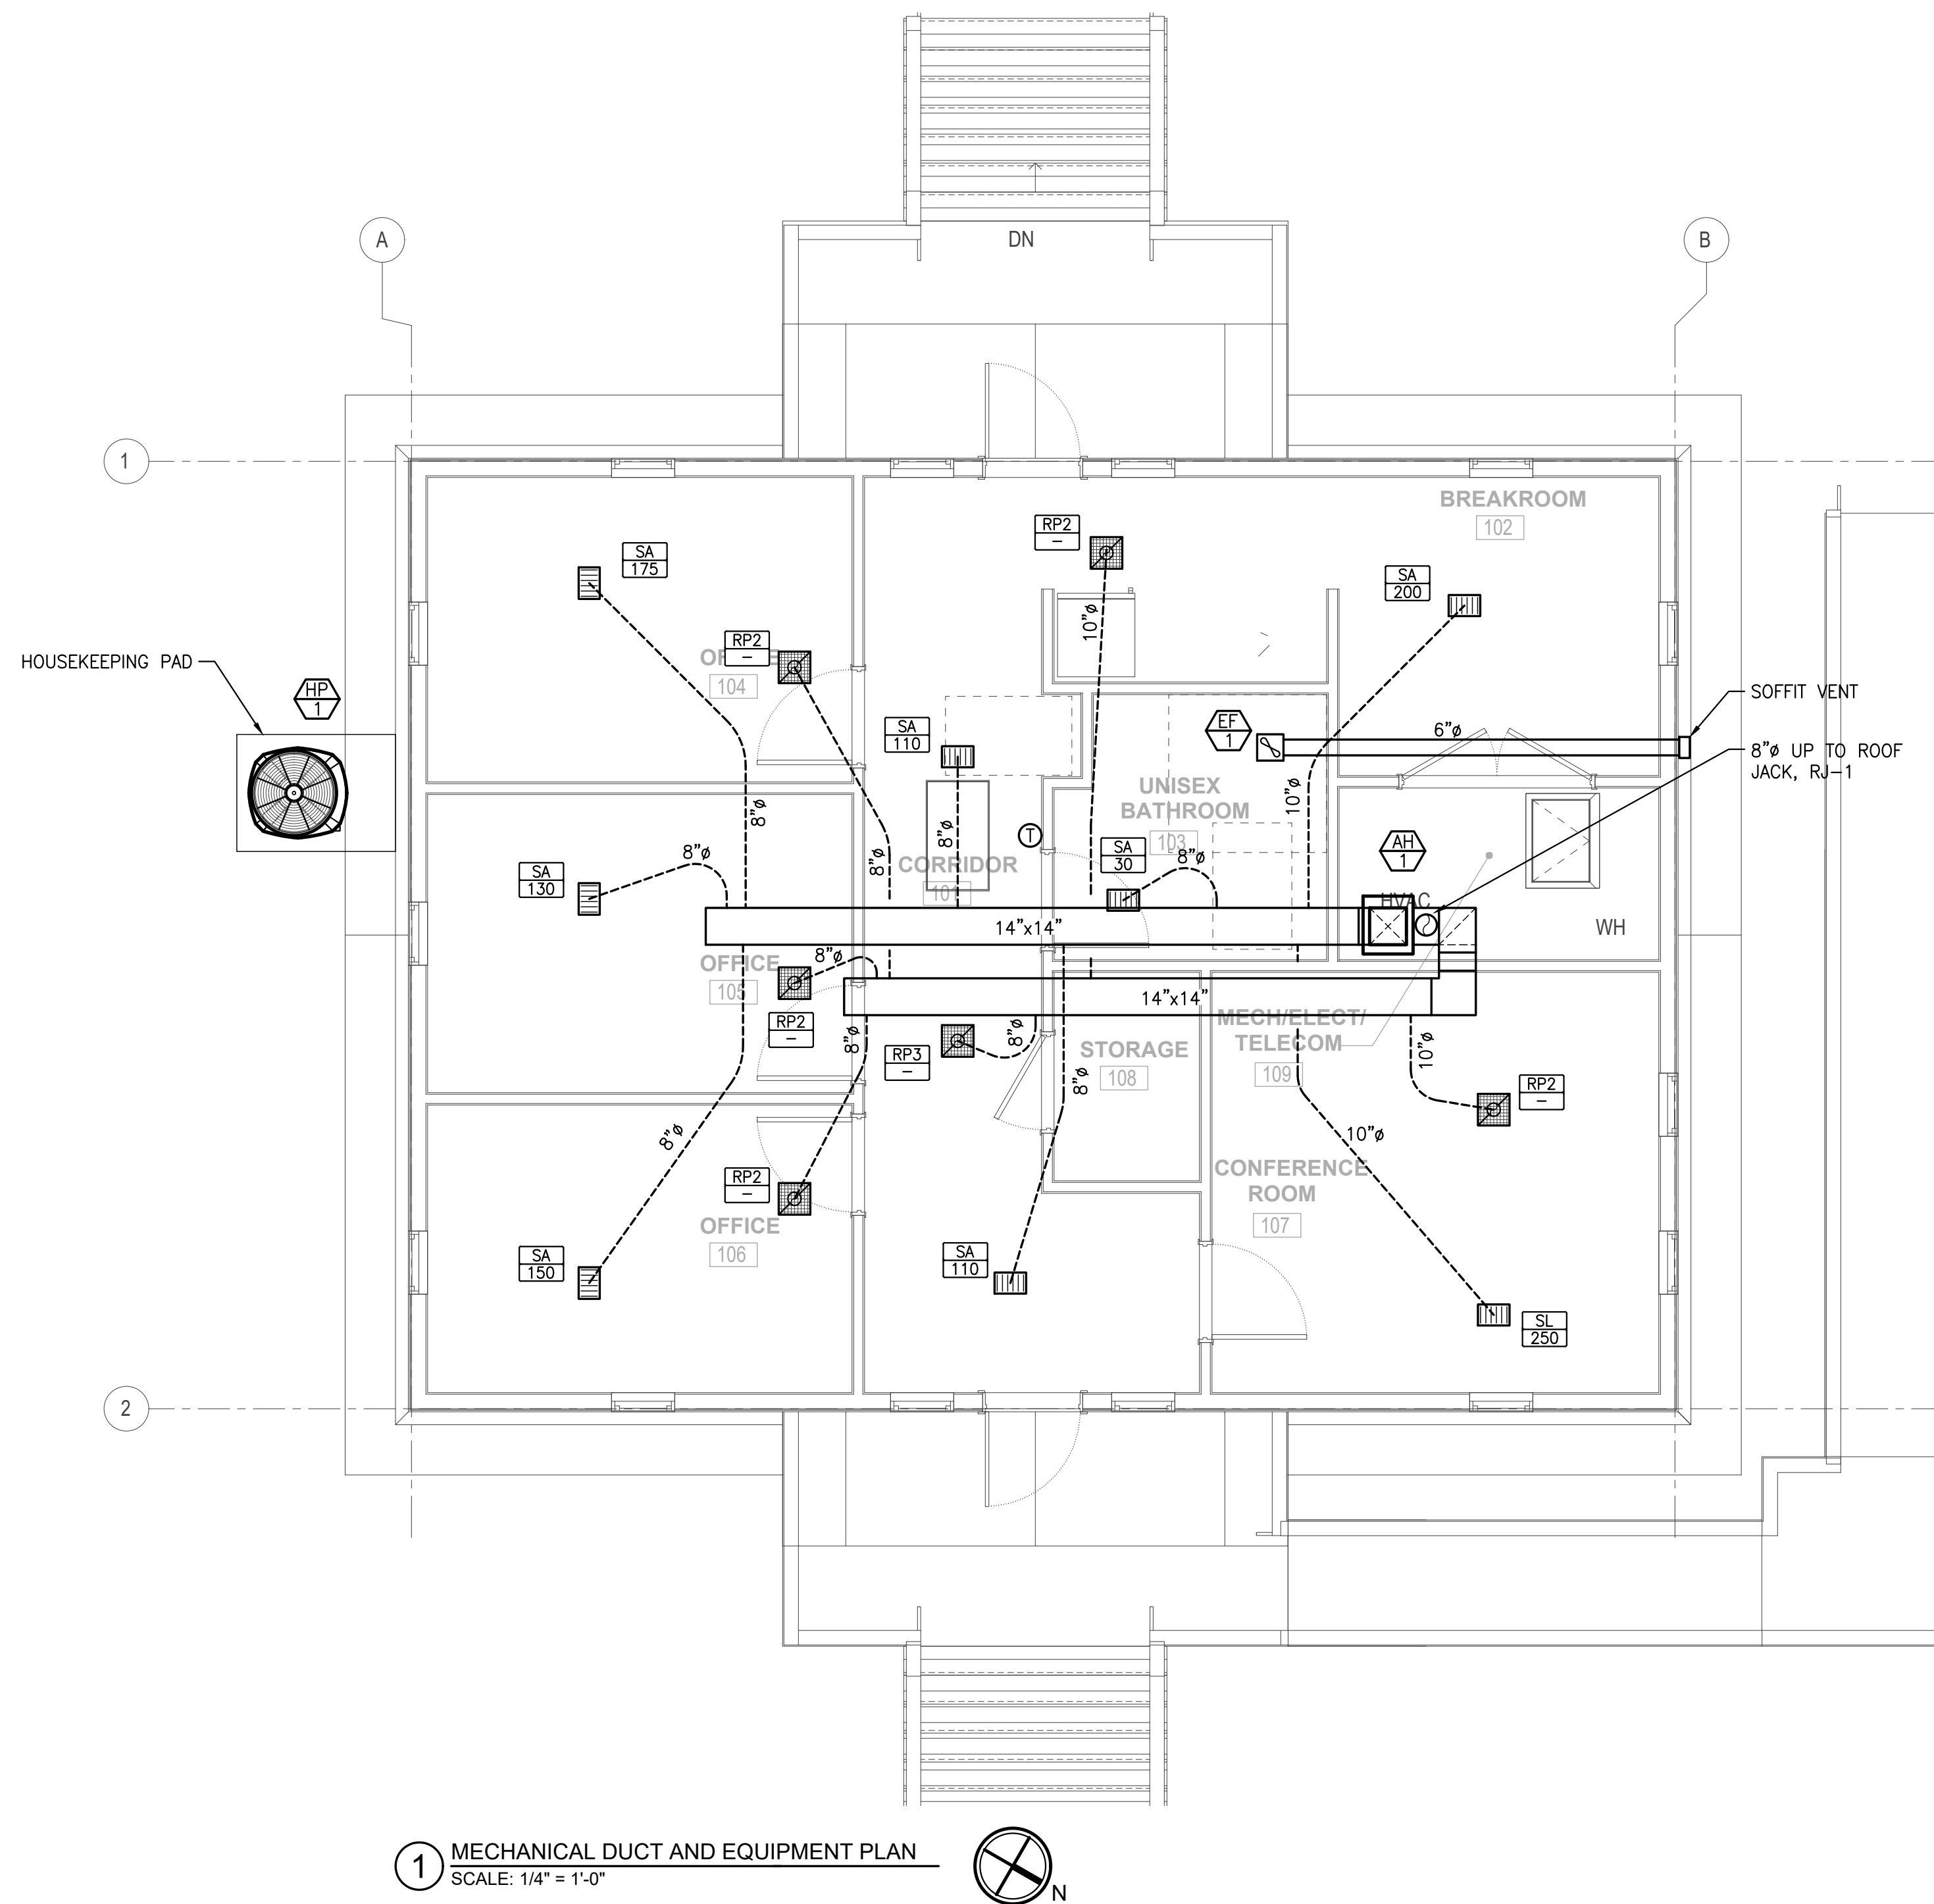 DN
A
B
1
BREAKROOM
102
RP2
–
SA
175
SA
200
10"ø
HOUSEKEEPING PAD
HP
1
RP2
–
104
SOFFIT VENT
SA
110
EF
1
6"ø
8"ø UP TO ROOF
JACK, RJ-1
UNISEX
BATHROOM
103
8"ø
10"ø
8"ø
T
SA
30
8"ø
AH
1
8"ø
8"ø
CORRIDOR
101
SA
130
HVAC
14"x14"
WH
8"ø
OFFICE
105
14"x14"
RP2
–
8"ø
8"ø
RP3
–
MECH/ELECT/
TELECOM
109
STORAGE
108
10"ø
8"ø
RP2
–
8"ø
10"ø
RP2
–
CONFERENCE
ROOM
107
OFFICE
106
SA
150
SA
110
SL
250
2
1
MECHANICAL DUCT AND EQUIPMENT PLAN
SCALE: 1/4" = 1'-0"
N